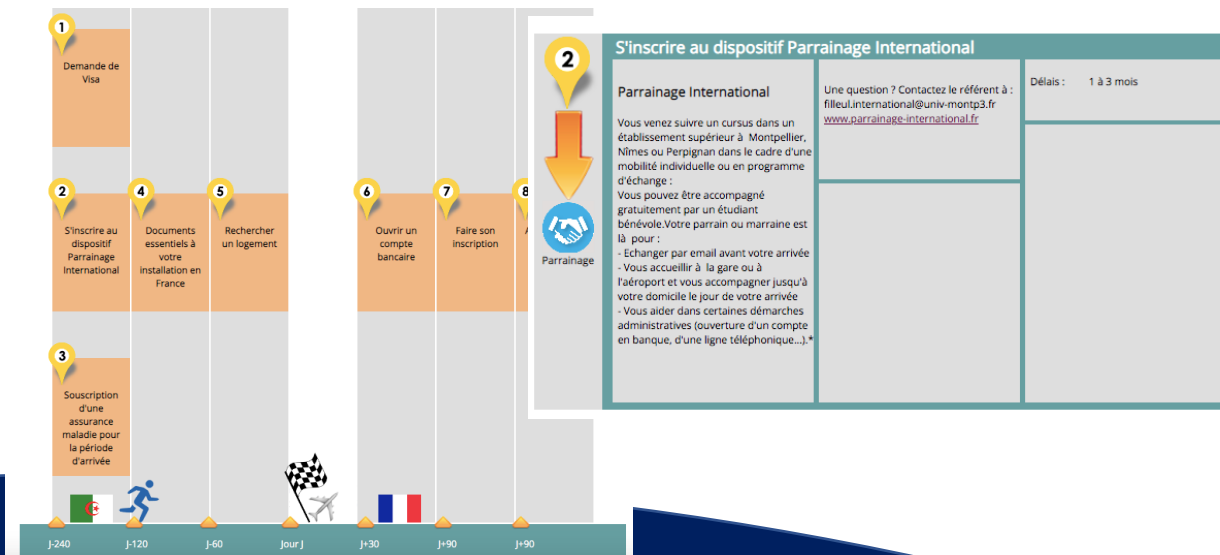 1
Demande de
Visa
2
S'inscrire au
dispositif
Parrainage
International
4
Documents
essentiels à
votre
installation en
France
5
Rechercher
un logement
6
Ouvrir un
compte
bancaire
7
Faire son
inscription
8
A
3
Souscription
d'une
assurance
maladie pour
la période
d'arrivée
J-240
J-120
J-60
Jour J
J+30
J+90
J+90
2
Parrainage
S'inscrire au dispositif Parrainage International
Parrainage International
Vous venez suivre un cursus dans un
établissement supérieur à Montpellier,
Nîmes ou Perpignan dans le cadre d'une
mobilité individuelle ou en programme
d'échange :
Vous pouvez être accompagné
gratuitement par un étudiant
bénévole.Votre parrain ou marraine est
là pour :
- Echanger par email avant votre arrivée
- Vous accueillir à la gare ou à
l'aéroport et vous accompagner jusqu'à
votre domicile le jour de votre arrivée
- Vous aider dans certaines démarches
administratives (ouverture d'un compte
en banque, d'une ligne téléphonique...).*
Une question ? Contactez le référent à :
filleul.international@univ-montp3.fr
www.parrainage-international.fr
Délais : 1 à 3 mois